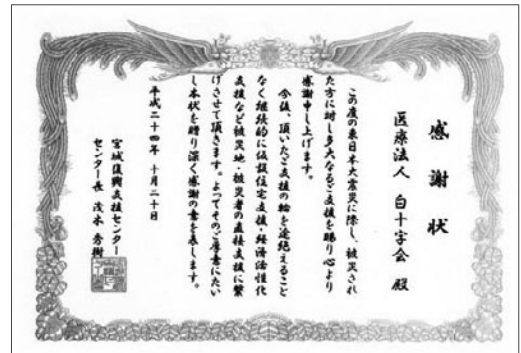 感謝状
医療法人 白十字会 殿
この度の東日本大震災に際し、被災され
た方に対し多大なるご支援を賜り心より
感謝申し上げます。
今後、頂いたご支援の輪を途絶えること
なく継続的に仮設住宅支援・経済活性化
支援など被災地・被災者の直接支援に繋
げさせて頂きます。よってそのご厚意にたい
し本状を贈り深く感謝の意を表します。
平成二十四年 十月二十日
宮城復興支援センター
センター長 茂木 秀樹